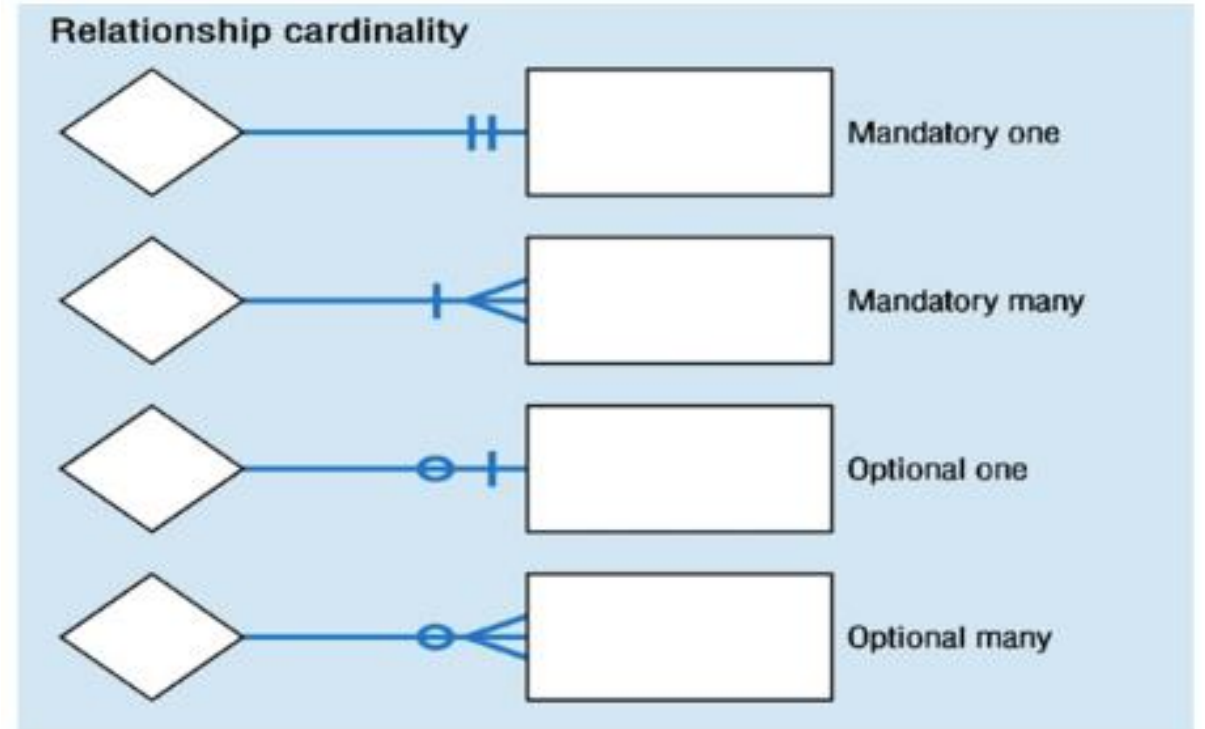 Relationship cardinality
Mandatory one
Mandatory many
Optional one
Optional many